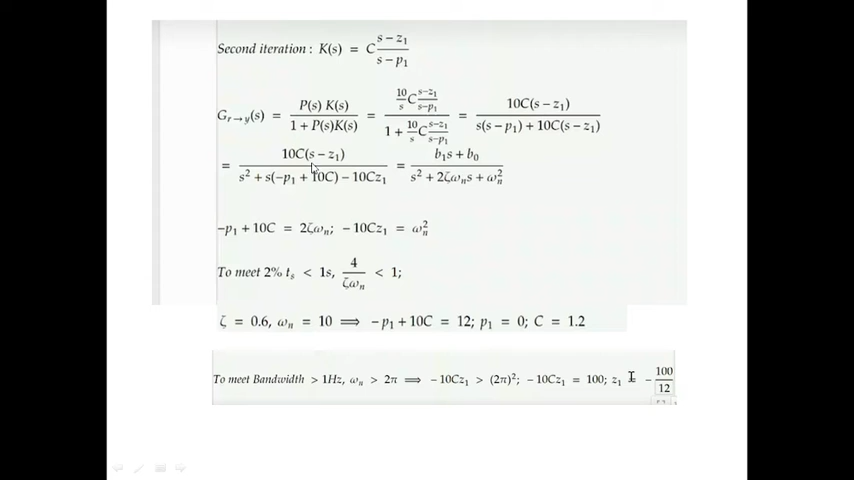 Second iteration : K(s) = C (s − z₁)/(s − p₁)
G_{r→y}(s) = (P(s) K(s))/(1 + P(s)K(s)) = ((10/s)C (s−z₁)/(s−p₁))/(1 + (10/s)C (s−z₁)/(s−p₁)) = (10C(s − z₁))/(s(s − p₁) + 10C(s − z₁))
= (10C(s − z₁))/(s² + s(−p₁ + 10C) − 10Cz₁) = (b₁s + b₀)/(s² + 2ζωₙs + ωₙ²)
−p₁ + 10C = 2ζωₙ; − 10Cz₁ = ωₙ²
To meet 2% tₛ < 1s, 4/(ζωₙ) < 1;
ζ = 0.6, ωₙ = 10 ⟹ −p₁ + 10C = 12; p₁ = 0; C = 1.2
To meet Bandwidth > 1Hz, ωₙ > 2π ⟹ −10Cz₁ > (2π)²; −10Cz₁ = 100; z₁ − 100/12